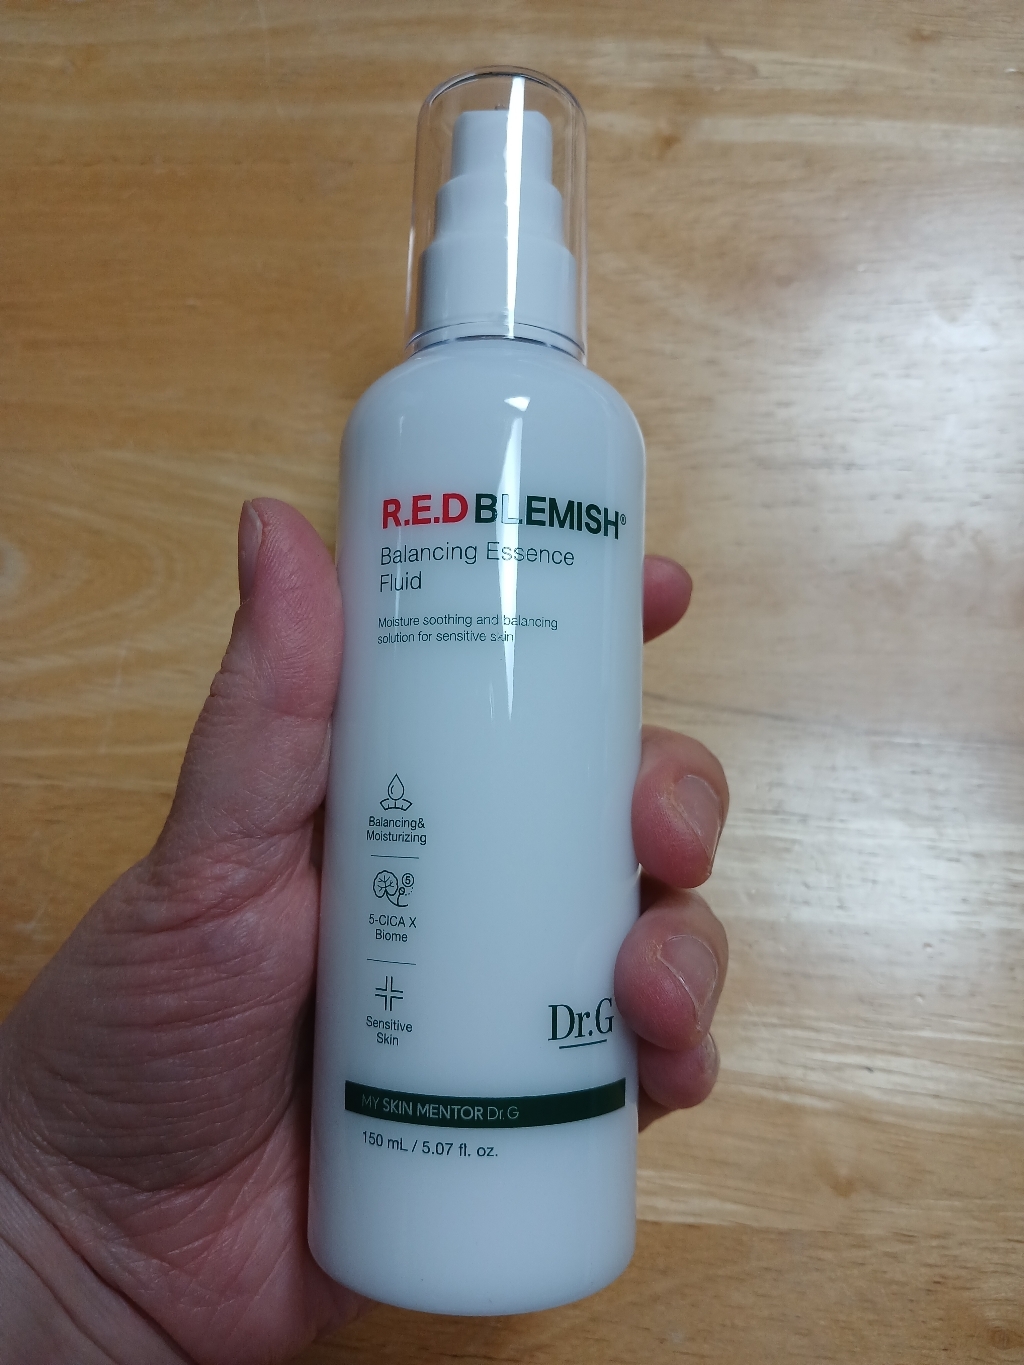 R.E.D BLEMISH®
Balancing Essence
Fluid
Moisture soothing and balancing
solution for sensitive skin
Balancing&
Moisturizing
5
5-CICA X
Biome
Sensitive
Skin
Dr.G
MY SKIN MENTOR Dr.G
150 mL / 5.07 fl. oz.